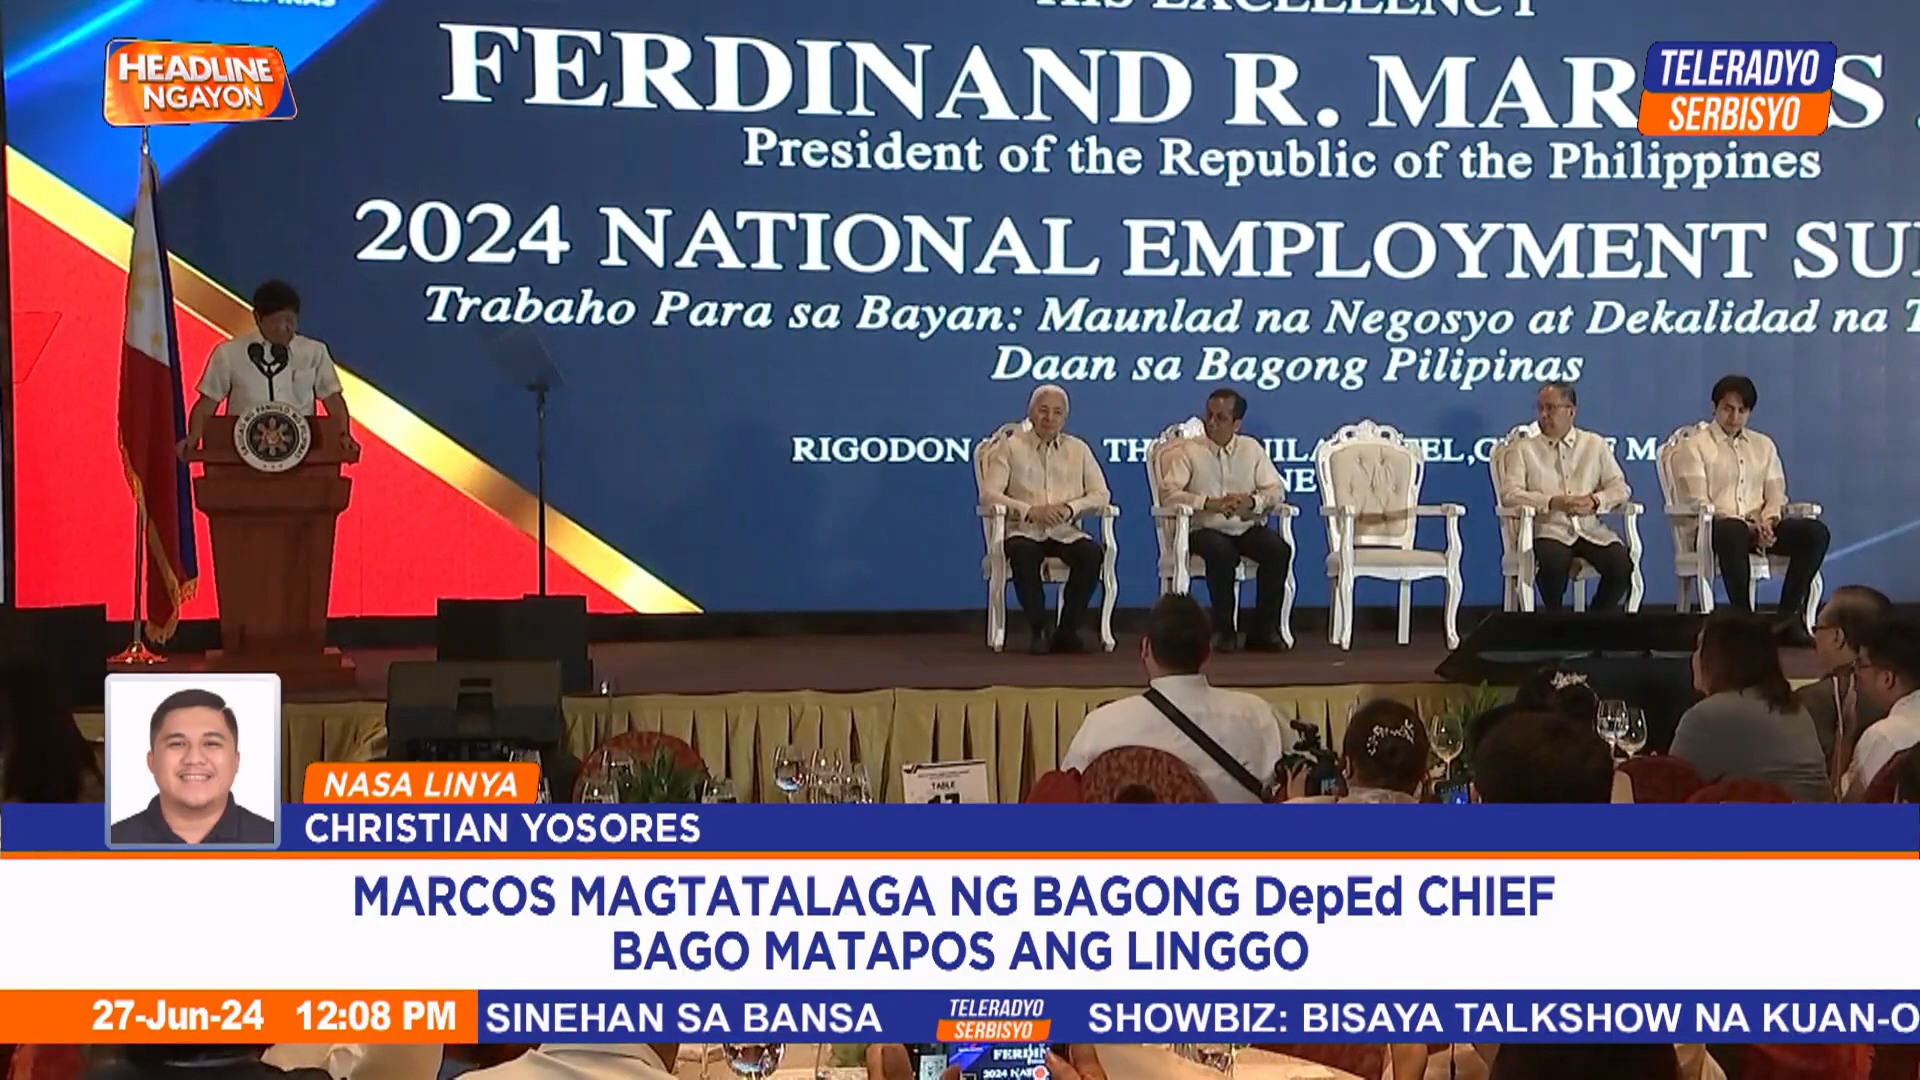 HIS EXCELLENCY
HEADLINE
NGAYON
FERDINAND R.
TELERADYO
SERBISYO
President of the Republic of the Philippines
2024 NATIONAL EMPLOYMENT
Trabaho Para sa Bayan: Maunlad na Negosyo at Dekalidad na
Daan sa Bagong Pilipinas
RIGODON
TABLE
NASA LINYA
CHRISTIAN YOSORES
MARCOS MAGTATALAGA NG BAGONG DepEd CHIEF
BAGO MATAPOS ANG LINGGO
27-Jun-24 12:08 PM SINEHAN SA BANSA TELERADYO SERBISYO SHOWBIZ: BISAYA TALKSHOW NA KUAN-O